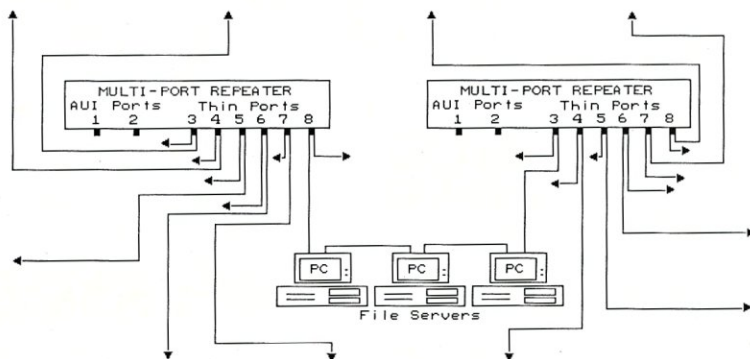 MULTI-PORT REPEATER
AUI Ports Thin Ports
1 2 3 4 5 6 7 8
MULTI-PORT REPEATER
AUI Ports Thin Ports
1 2 3 4 5 6 7 8
PC PC PC
File Servers